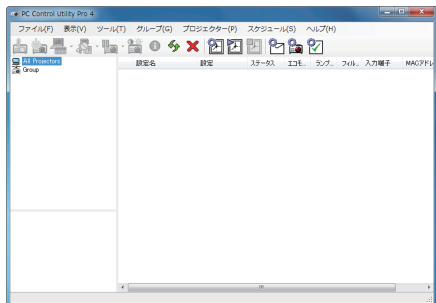 PC Control Utility Pro 4
ファイル(F) 表示(V) ツール(T) グループ(G) プロジェクター(P) スケジュール(S) ヘルプ(H)
設定名 設定 ステータス エコモ... ランプ... フィル... 入力端子 MACアドレ
All Projectors
Group